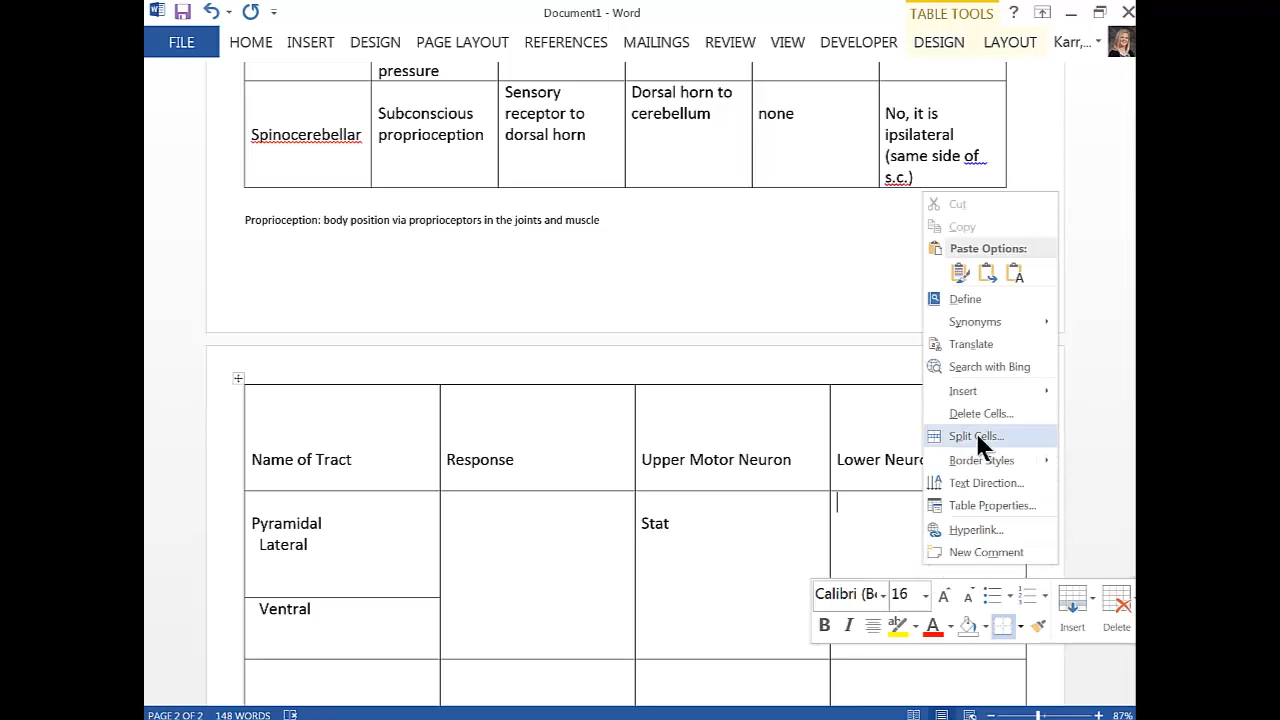 Document1 - Word
TABLE TOOLS
?
FILE
HOME
INSERT
DESIGN
PAGE LAYOUT
REFERENCES
MAILINGS
REVIEW
VIEW
DEVELOPER
DESIGN
LAYOUT
Karr,...
pressure
Spinocerebellar
Subconscious
proprioception
Sensory
receptor to
dorsal horn
Dorsal horn to
cerebellum
none
No, it is
ipsilateral
(same side of
s.c.)
Proprioception: body position via proprioceptors in the joints and muscle
Cut
Copy
Paste Options:
Define
Synonyms
Translate
Search with Bing
Insert
Delete Cells...
Split Cells...
Border Styles
Text Direction...
Table Properties...
Hyperlink...
New Comment
Name of Tract
Response
Upper Motor Neuron
Lower Neuro
Pyramidal
Lateral
Stat
Ventral
Calibri (Bo
16
A A
B I
A
Insert
Delete
PAGE 2 OF 2
148 WORDS
87%